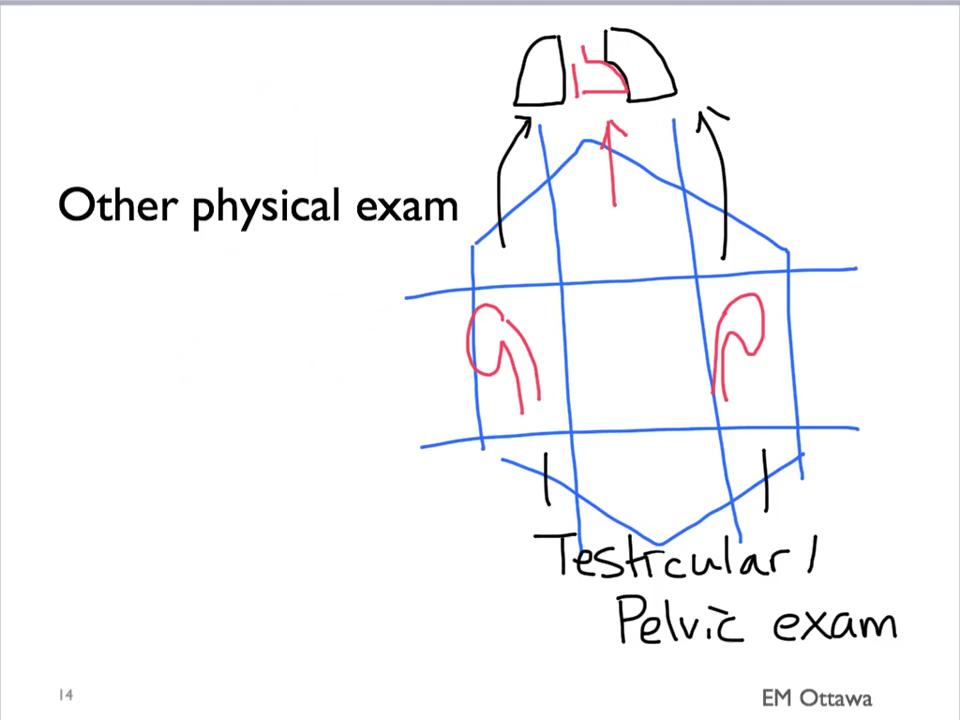 Other physical exam
Testicular /
Pelvic exam
14
EM Ottawa